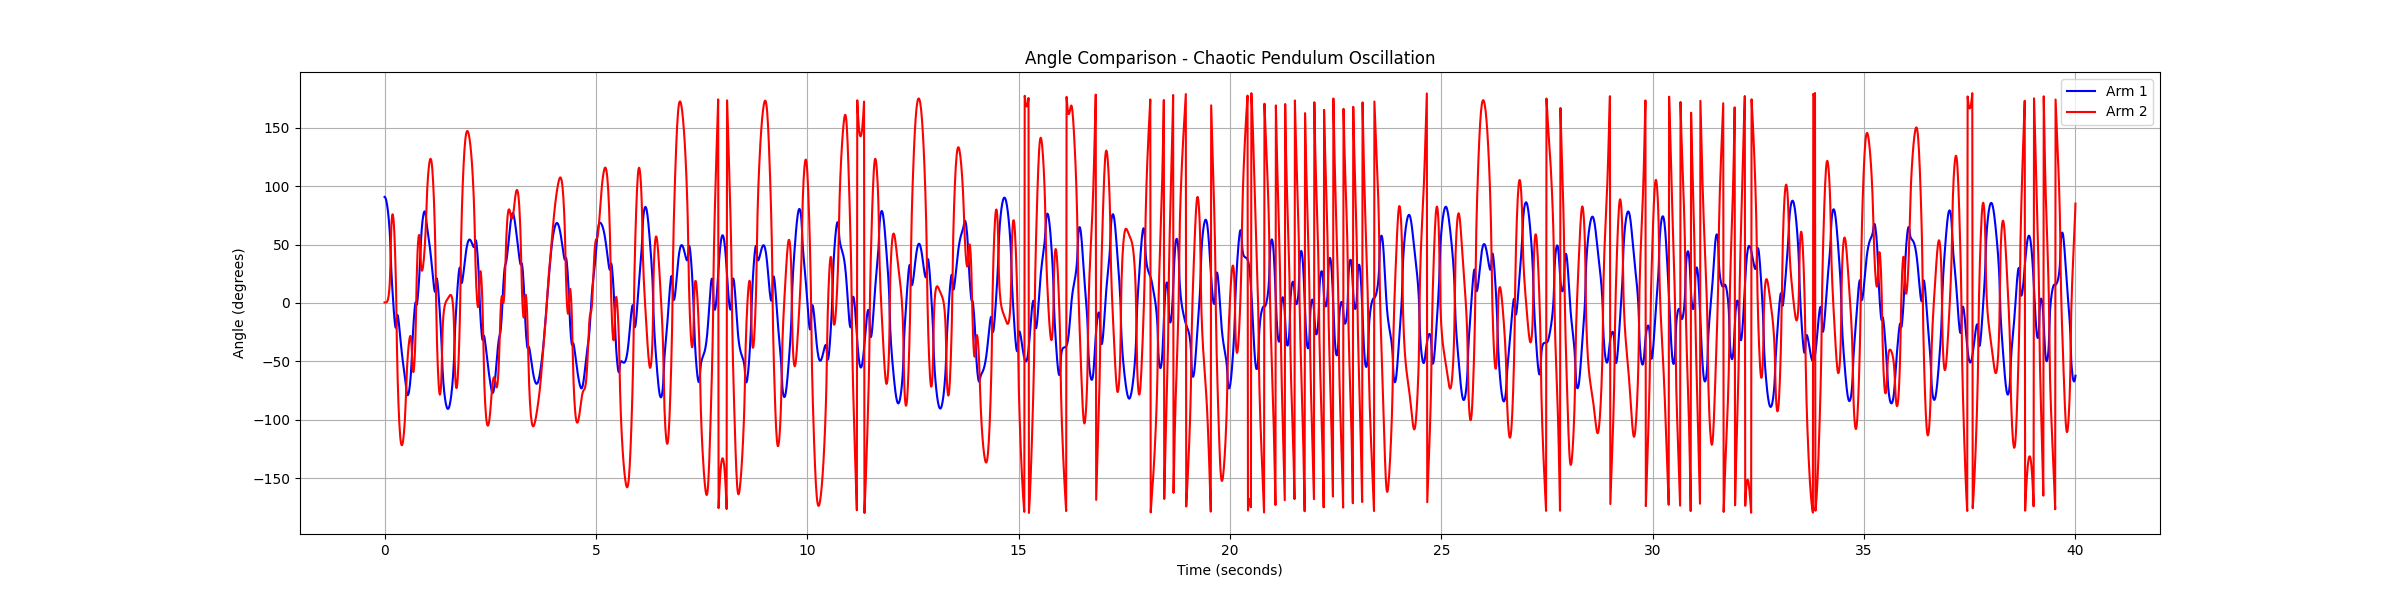 Angle Comparison - Chaotic Pendulum Oscillation
Arm 1
Arm 2
Angle (degrees)
150
100
50
0
−50
−100
−150
0 5 10 15 20 25 30 35 40
Time (seconds)